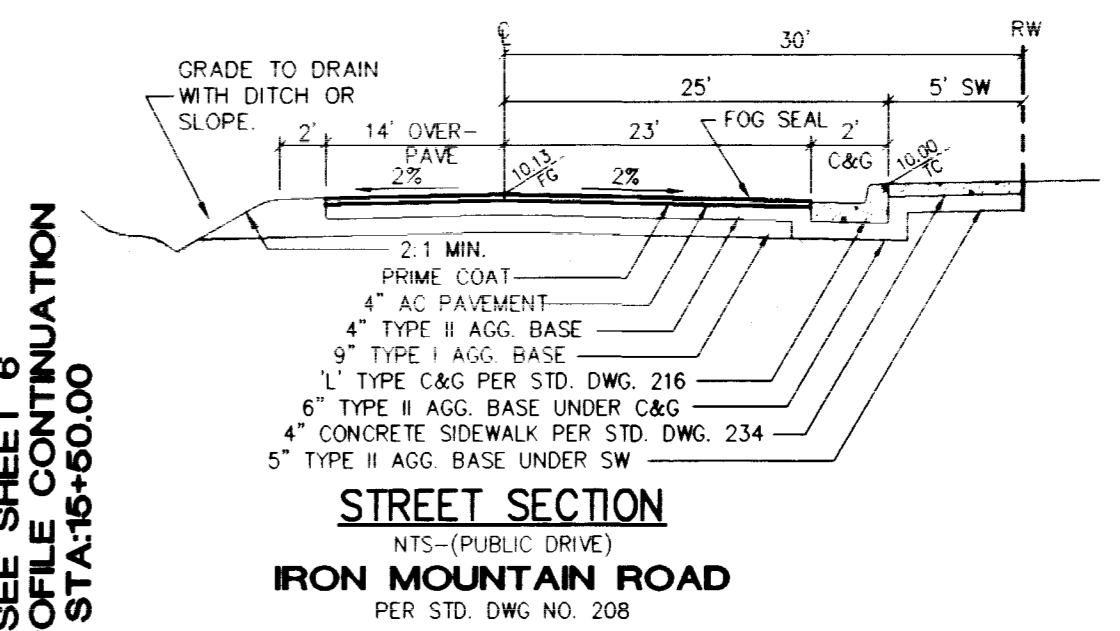 ℄
RW
30'
GRADE TO DRAIN
WITH DITCH OR
SLOPE.
25'
5' SW
2'
14' OVER-
PAVE
23'
FOG SEAL
2'
C&G
2%
10.13
FG
2%
10.00
TC
2:1 MIN.
PRIME COAT
4" AC PAVEMENT
4" TYPE II AGG. BASE
9" TYPE I AGG. BASE
'L' TYPE C&G PER STD. DWG. 216
6" TYPE II AGG. BASE UNDER C&G
4" CONCRETE SIDEWALK PER STD. DWG. 234
5" TYPE II AGG. BASE UNDER SW
STREET SECTION
NTS-(PUBLIC DRIVE)
IRON MOUNTAIN ROAD
PER STD. DWG NO. 208
SEE SHEET 6
OFILE CONTINUATION
STA:15+50.00